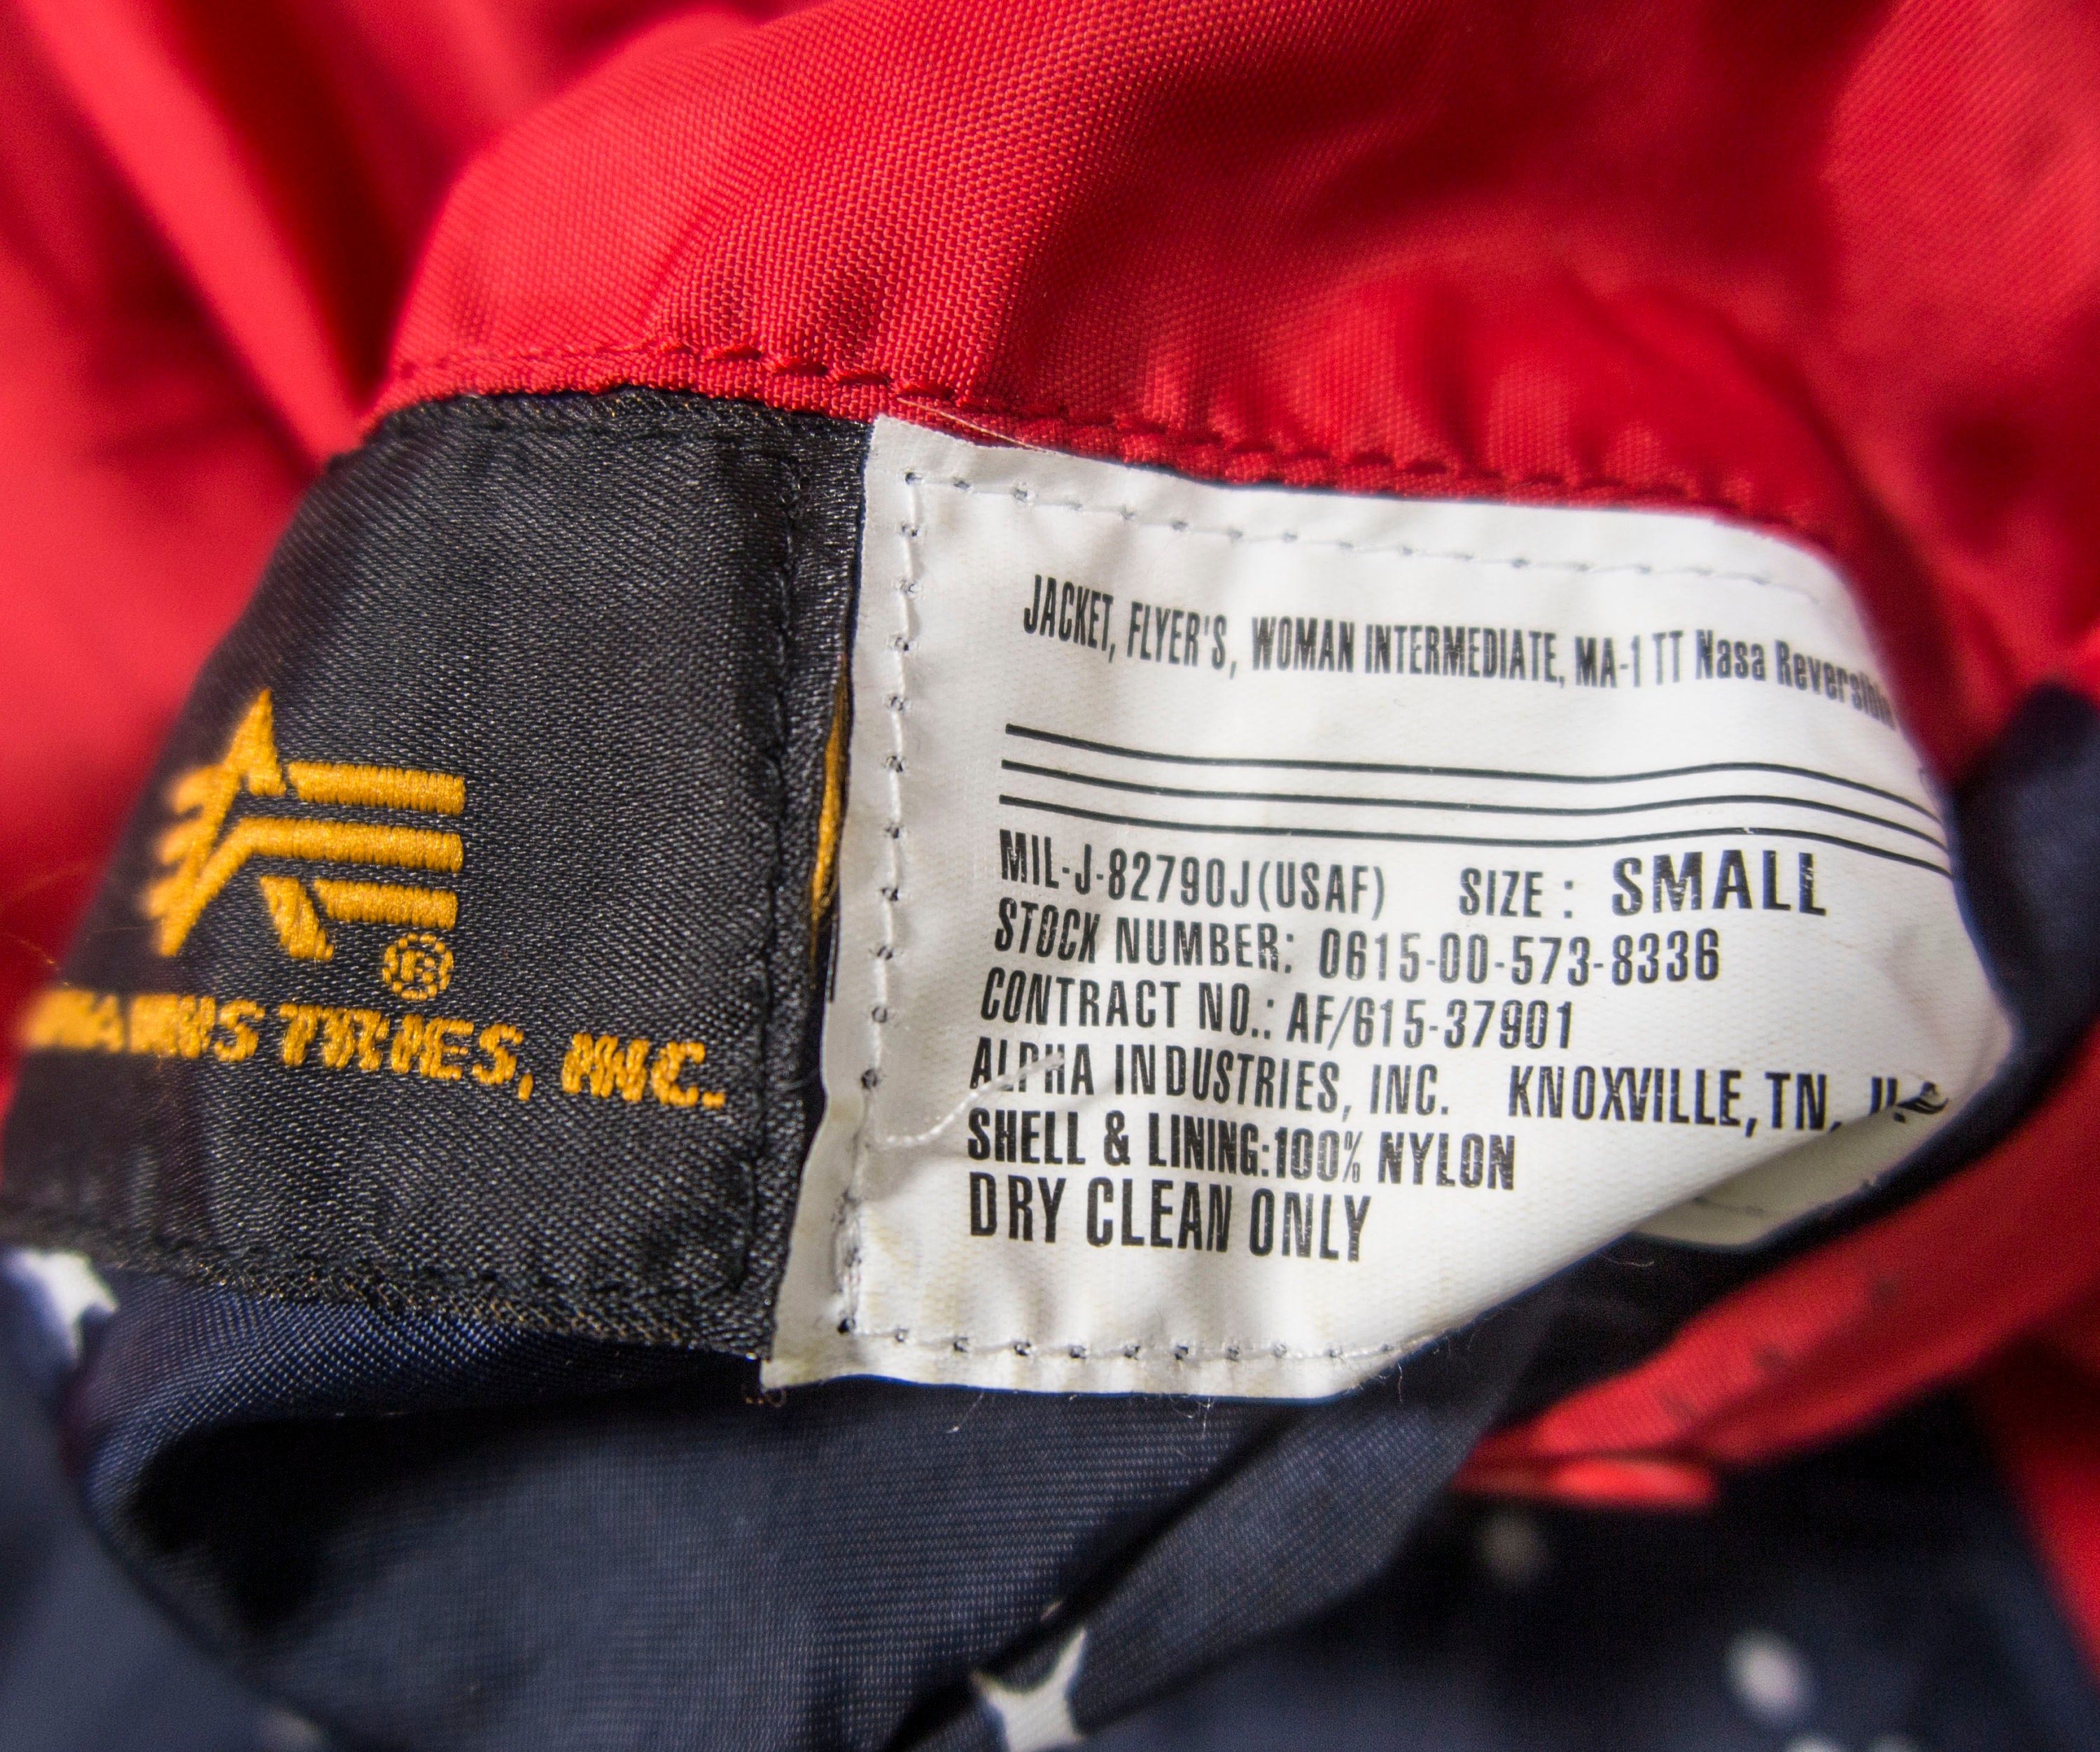 ®
INC.
JACKET, FLYER'S, WOMAN INTERMEDIATE, MA-1 TT Nasa Reversible
MIL-J-82790J(USAF) SIZE : SMALL
STOCK NUMBER: 0615-00-573-8336
CONTRACT NO.: AF/615-37901
ALPHA INDUSTRIES, INC. KNOXVILLE, TN,
SHELL & LINING:100% NYLON
DRY CLEAN ONLY